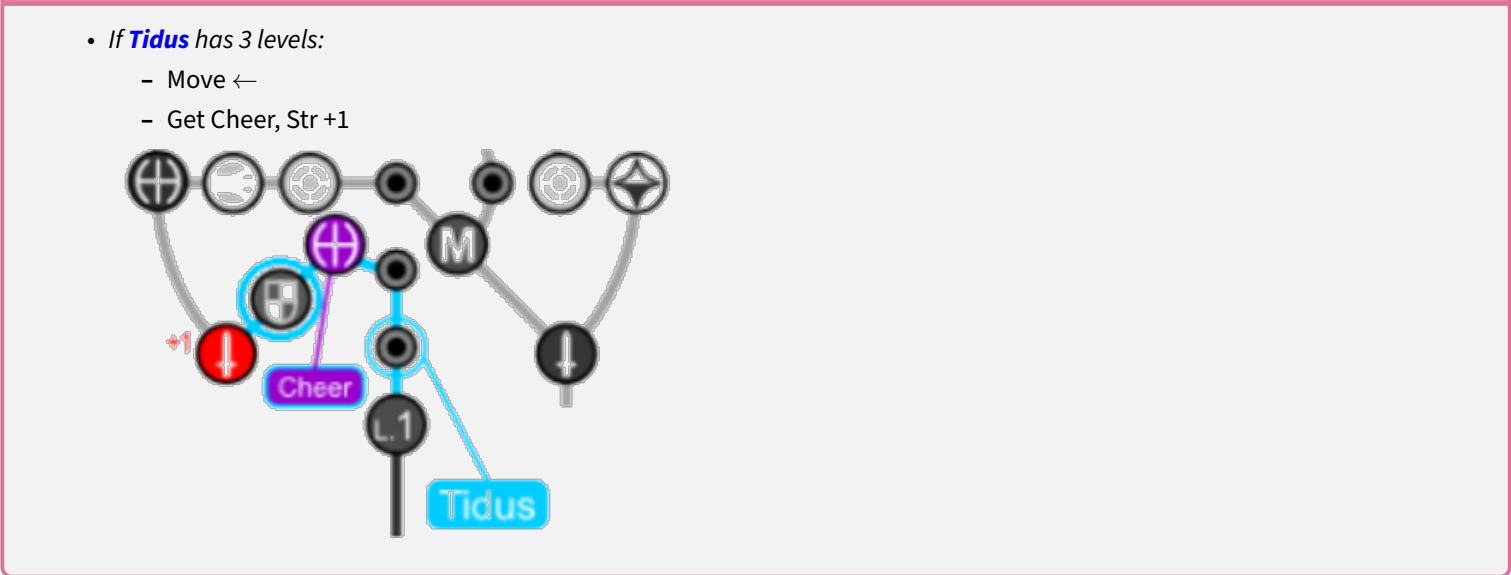 • If Tidus has 3 levels:
– Move ←
– Get Cheer, Str +1
M
+1
Cheer
L.1
Tidus